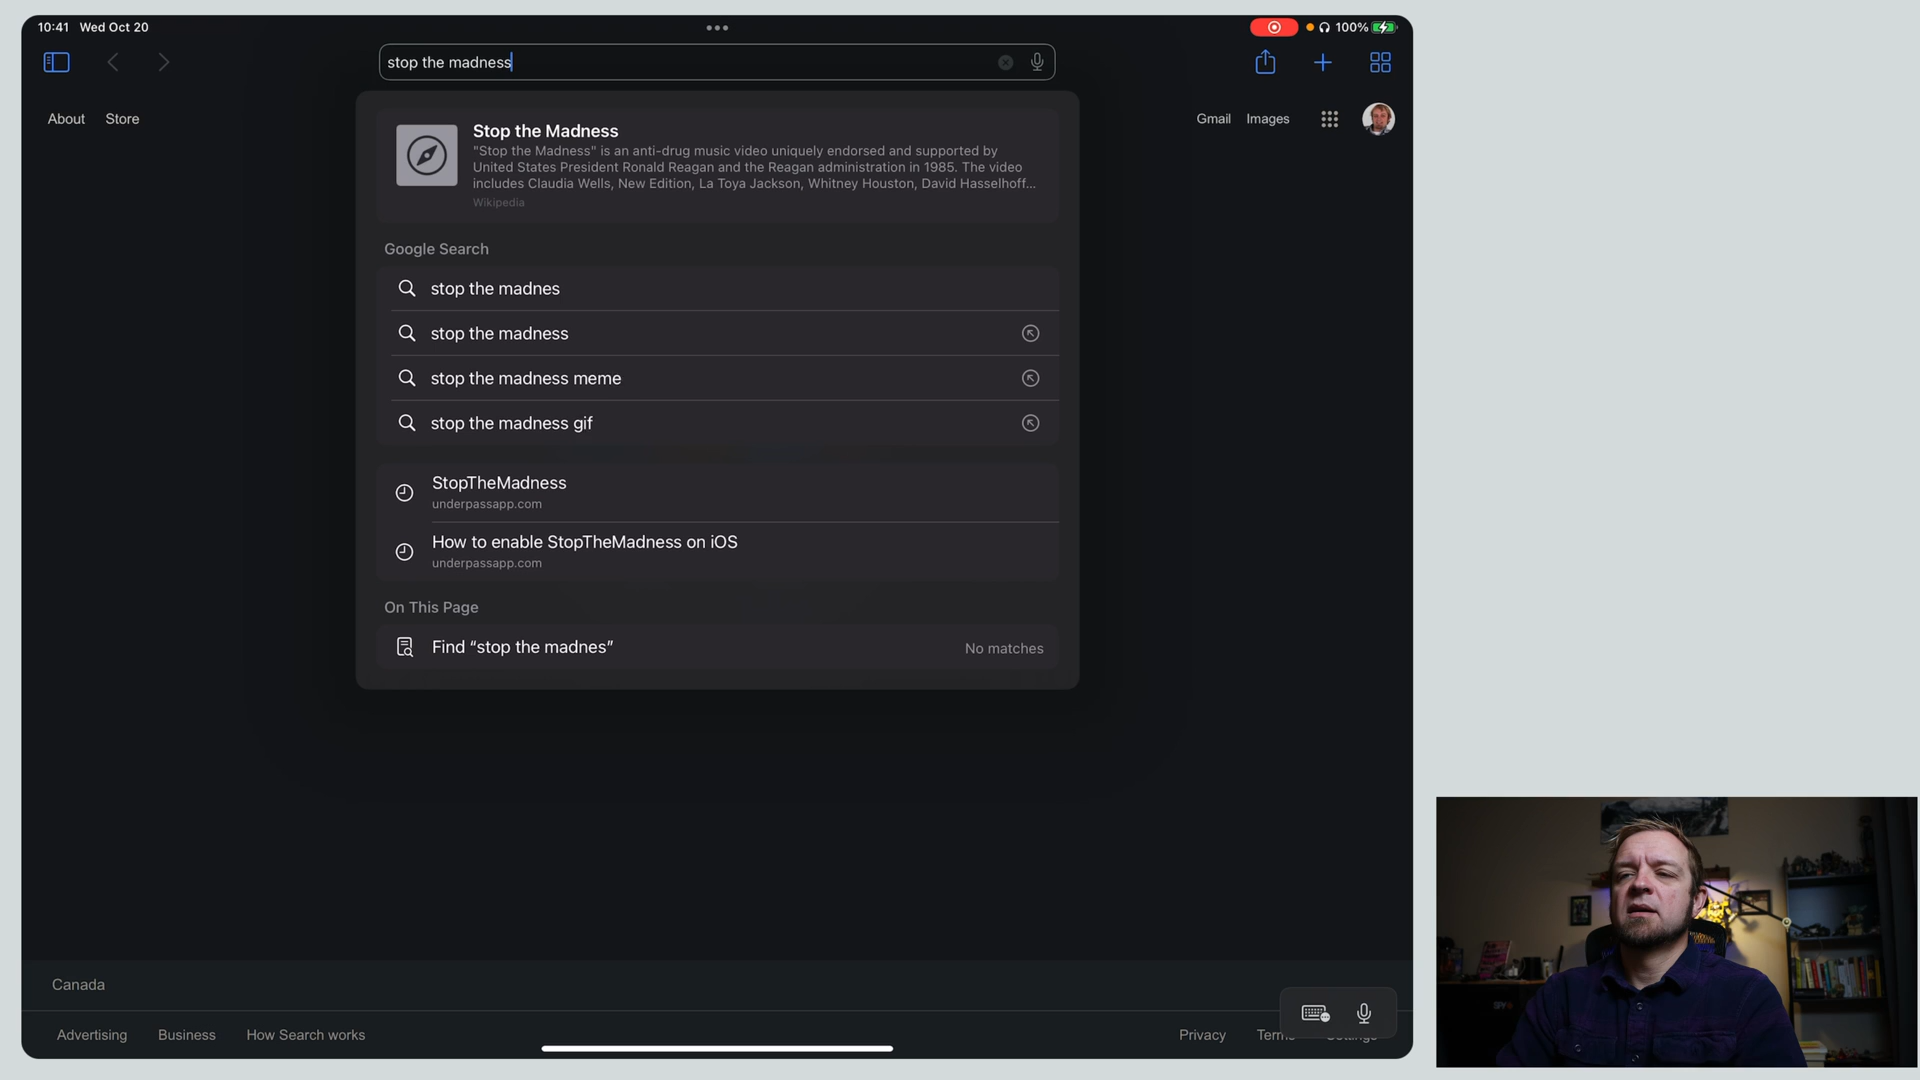 10:41 Wed Oct 20
100%
stop the madness
About Store
Gmail Images
Stop the Madness
"Stop the Madness" is an anti-drug music video uniquely endorsed and supported by
United States President Ronald Reagan and the Reagan administration in 1985. The video
includes Claudia Wells, New Edition, La Toya Jackson, Whitney Houston, David Hasselhoff...
Wikipedia
Google Search
stop the madnes
stop the madness
stop the madness meme
stop the madness gif
StopTheMadness
underpassapp.com
How to enable StopTheMadness on iOS
underpassapp.com
On This Page
Find “stop the madnes”
No matches
Canada
Advertising Business How Search works
Privacy Terms Settings